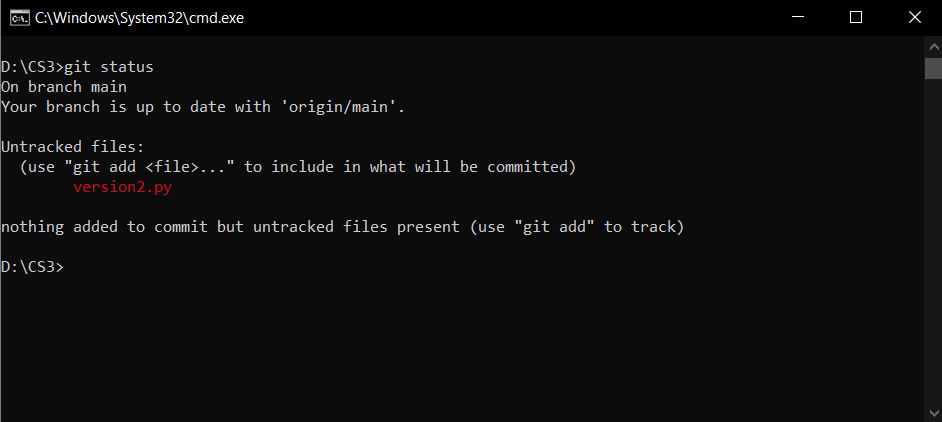 C:\Windows\System32\cmd.exe
D:\CS3>git status
On branch main
Your branch is up to date with 'origin/main'.
Untracked files:
  (use "git add <file>..." to include in what will be committed)
        version2.py
nothing added to commit but untracked files present (use "git add" to track)
D:\CS3>